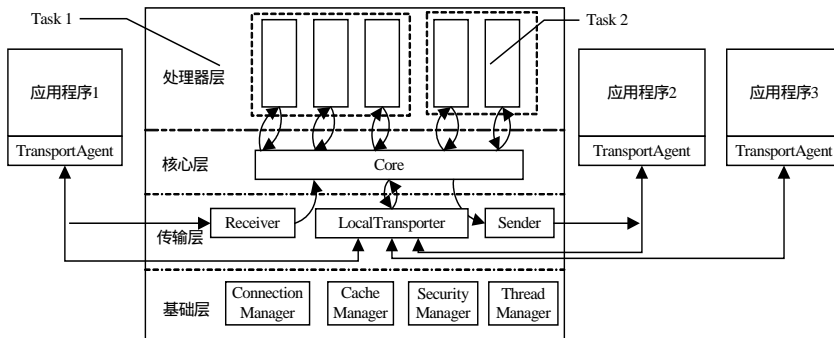 Task 1
Task 2
处理器层
应用程序1
应用程序2
应用程序3
TransportAgent
TransportAgent
TransportAgent
核心层
Core
传输层
Receiver
LocalTransporter
Sender
基础层
Connection
Manager
Cache
Manager
Security
Manager
Thread
Manager